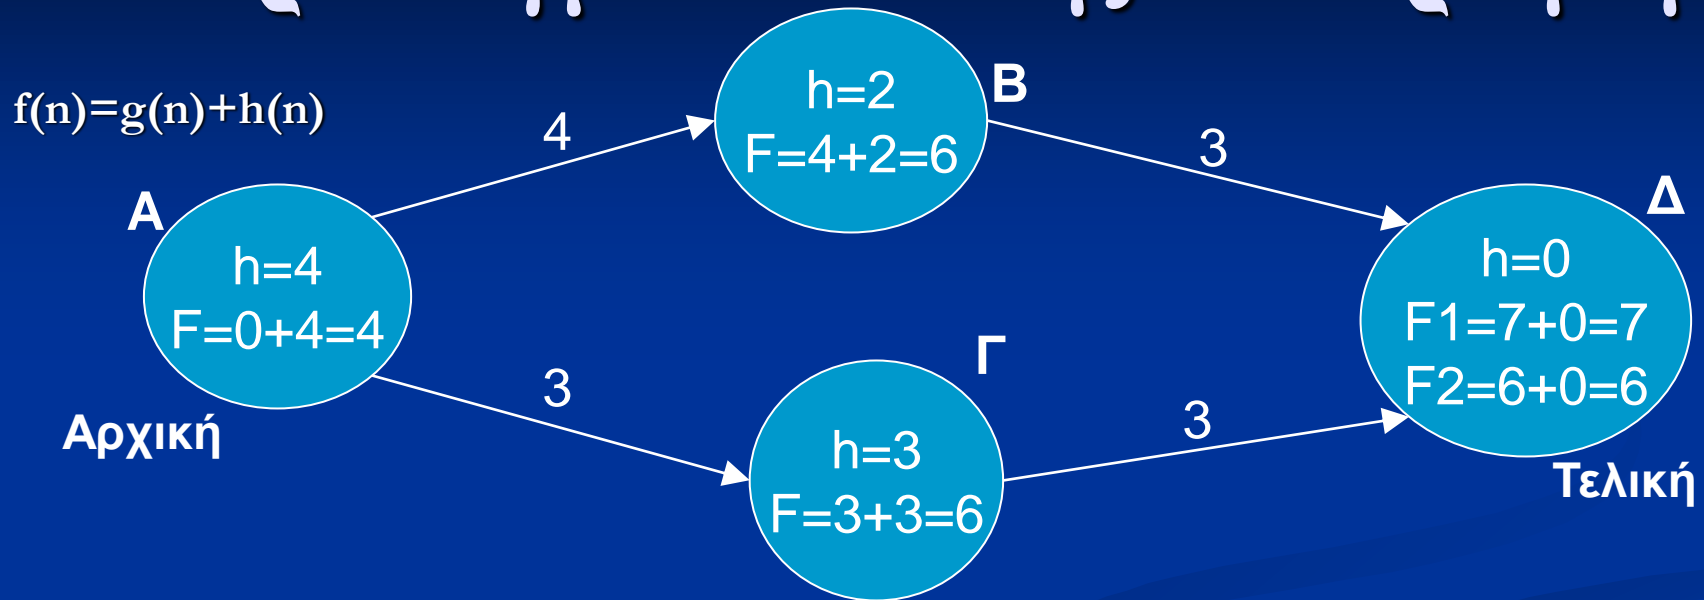 f(n)=g(n)+h(n)
4
h=2
F=4+2=6
Β
3
Α
h=4
F=0+4=4
Αρχική
3
Γ
h=3
F=3+3=6
3
Δ
h=0
F1=7+0=7
F2=6+0=6
Τελική